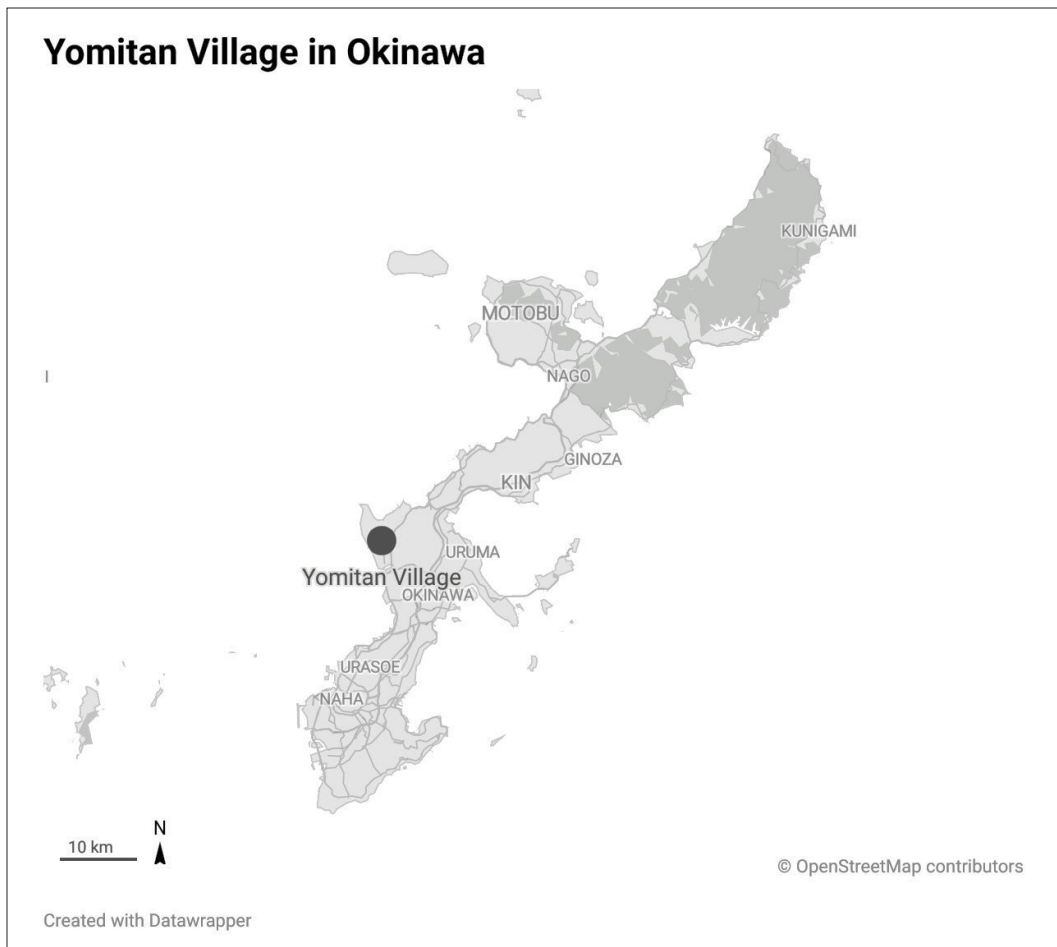 Yomitan Village in Okinawa
KUNIGAMI
MOTOBU
NAGO
GINOZA
KIN
URUMA
Yomitan Village
OKINAWA
URASOE
NAHA
N
10 km
© OpenStreetMap contributors
Created with Datawrapper